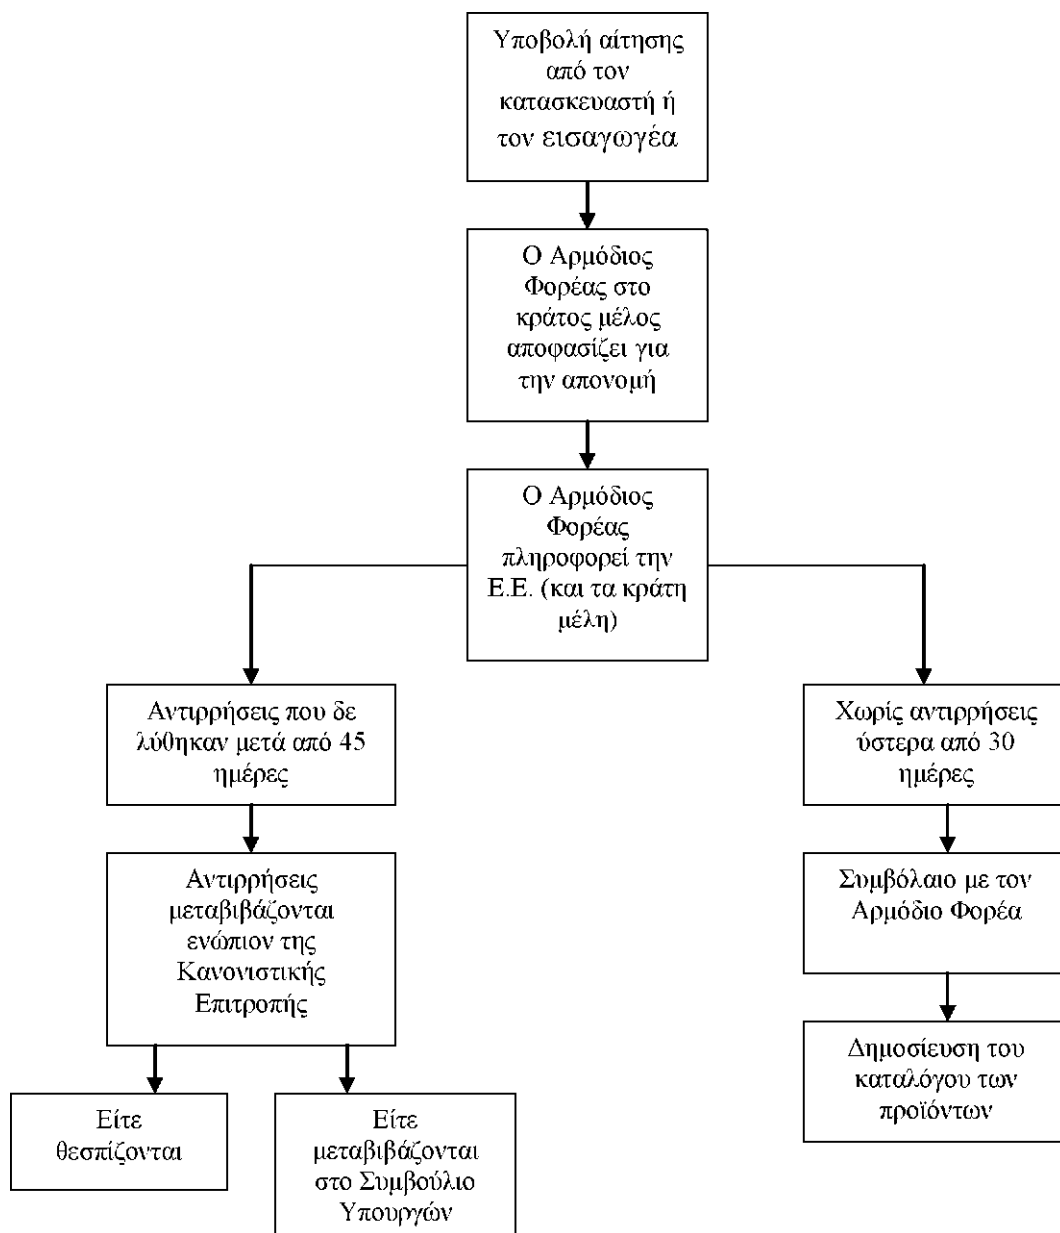 Υποβολή αίτησης
από τον
κατασκευαστή ή
τον εισαγωγέα
Ο Αρμόδιος
Φορέας στο
κράτος μέλος
αποφασίζει για
την απονομή
Ο Αρμόδιος
Φορέας
πληροφορεί την
Ε.Ε. (και τα κράτη
μέλη)
Αντιρρήσεις που δε
λύθηκαν μετά από 45
ημέρες
Αντιρρήσεις
μεταβιβάζονται
ενώπιον της
Κανονιστικής
Επιτροπής
Είτε
θεσπίζονται
Είτε
μεταβιβάζονται
στο Συμβούλιο
Υπουργών
Χωρίς αντιρρήσεις
ύστερα από 30
ημέρες
Συμβόλαιο με τον
Αρμόδιο Φορέα
Δημοσίευση του
καταλόγου των
προϊόντων